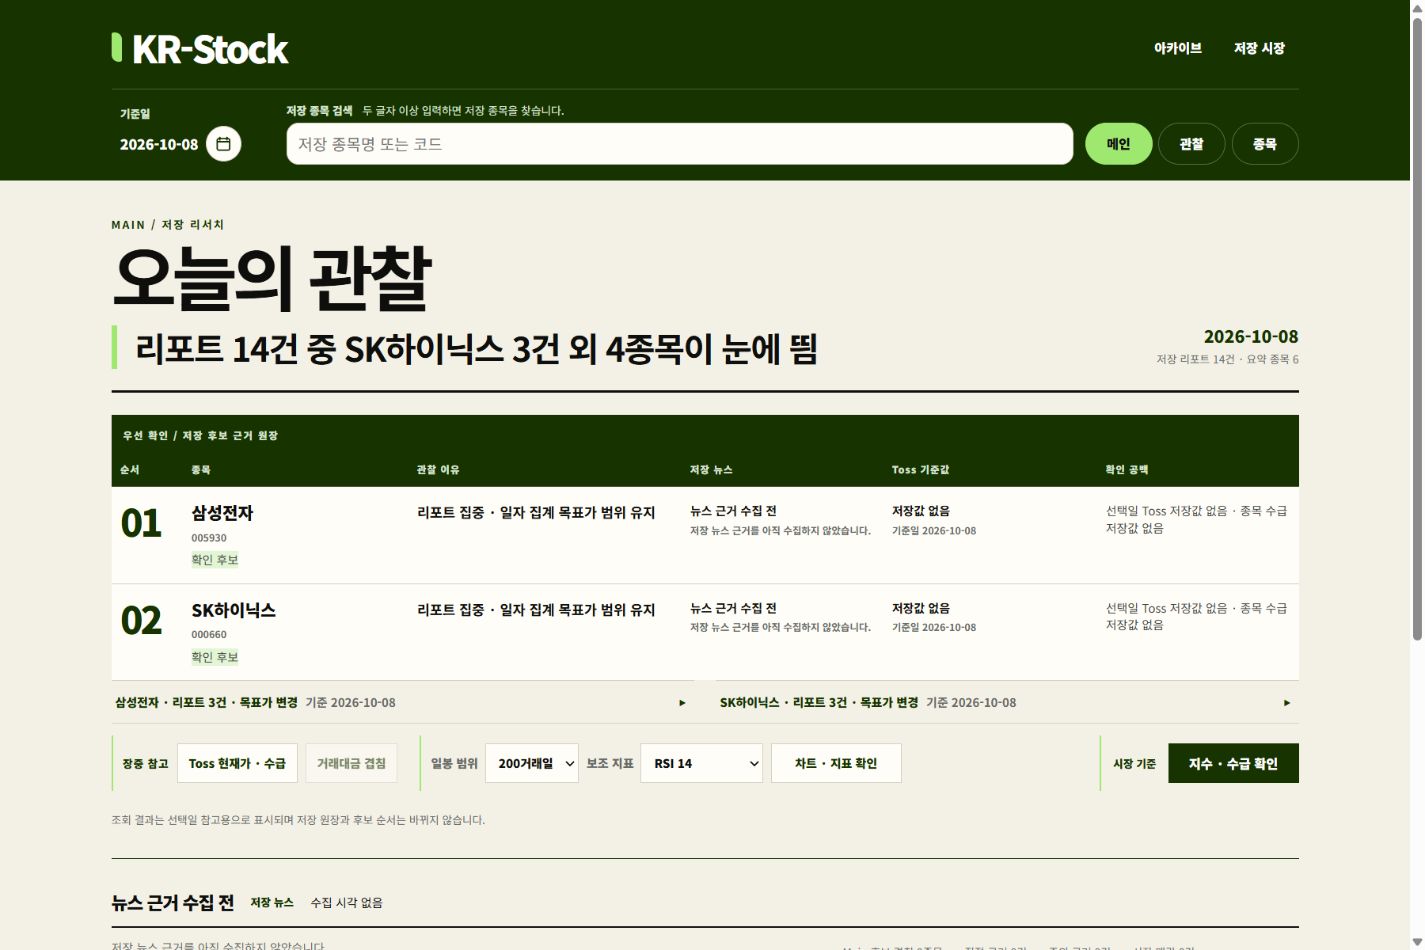 KR-Stock
아카이브 저장 시장
기준일
2026-10-08
저장 종목 검색 두 글자 이상 입력하면 저장 종목을 찾습니다.
저장 종목명 또는 코드
메인 관찰 종목
MAIN / 저장 리서치
오늘의 관찰
리포트 14건 중 SK하이닉스 3건 외 4종목이 눈에 띔
2026-10-08
저장 리포트 14건 · 요약 종목 6
우선 확인 / 저장 후보 근거 원장
순서 종목 관찰 이유 저장 뉴스 Toss 기준값 확인 공백
01 삼성전자 리포트 집중 · 일자 집계 목표가 범위 유지 뉴스 근거 수집 전 저장값 없음 선택일 Toss 저장값 없음 · 종목 수급
005930 저장 뉴스 근거를 아직 수집하지 않았습니다. 기준일 2026-10-08 저장값 없음
확인 후보
02 SK하이닉스 리포트 집중 · 일자 집계 목표가 범위 유지 뉴스 근거 수집 전 저장값 없음 선택일 Toss 저장값 없음 · 종목 수급
000660 저장 뉴스 근거를 아직 수집하지 않았습니다. 기준일 2026-10-08 저장값 없음
확인 후보
삼성전자 · 리포트 3건 · 목표가 변경 기준 2026-10-08 ▸ SK하이닉스 · 리포트 3건 · 목표가 변경 기준 2026-10-08 ▸
장중 참고 Toss 현재가 · 수급 거래대금 겹침 일봉 범위 200거래일 보조 지표 RSI 14 차트 · 지표 확인 시장 기준 지수 · 수급 확인
조회 결과는 선택일 참고용으로 표시되며 저장 원장과 후보 순서는 바뀌지 않습니다.
뉴스 근거 수집 전 저장 뉴스 수집 시각 없음
저장 뉴스 근거를 아직 수집하지 않았습니다.